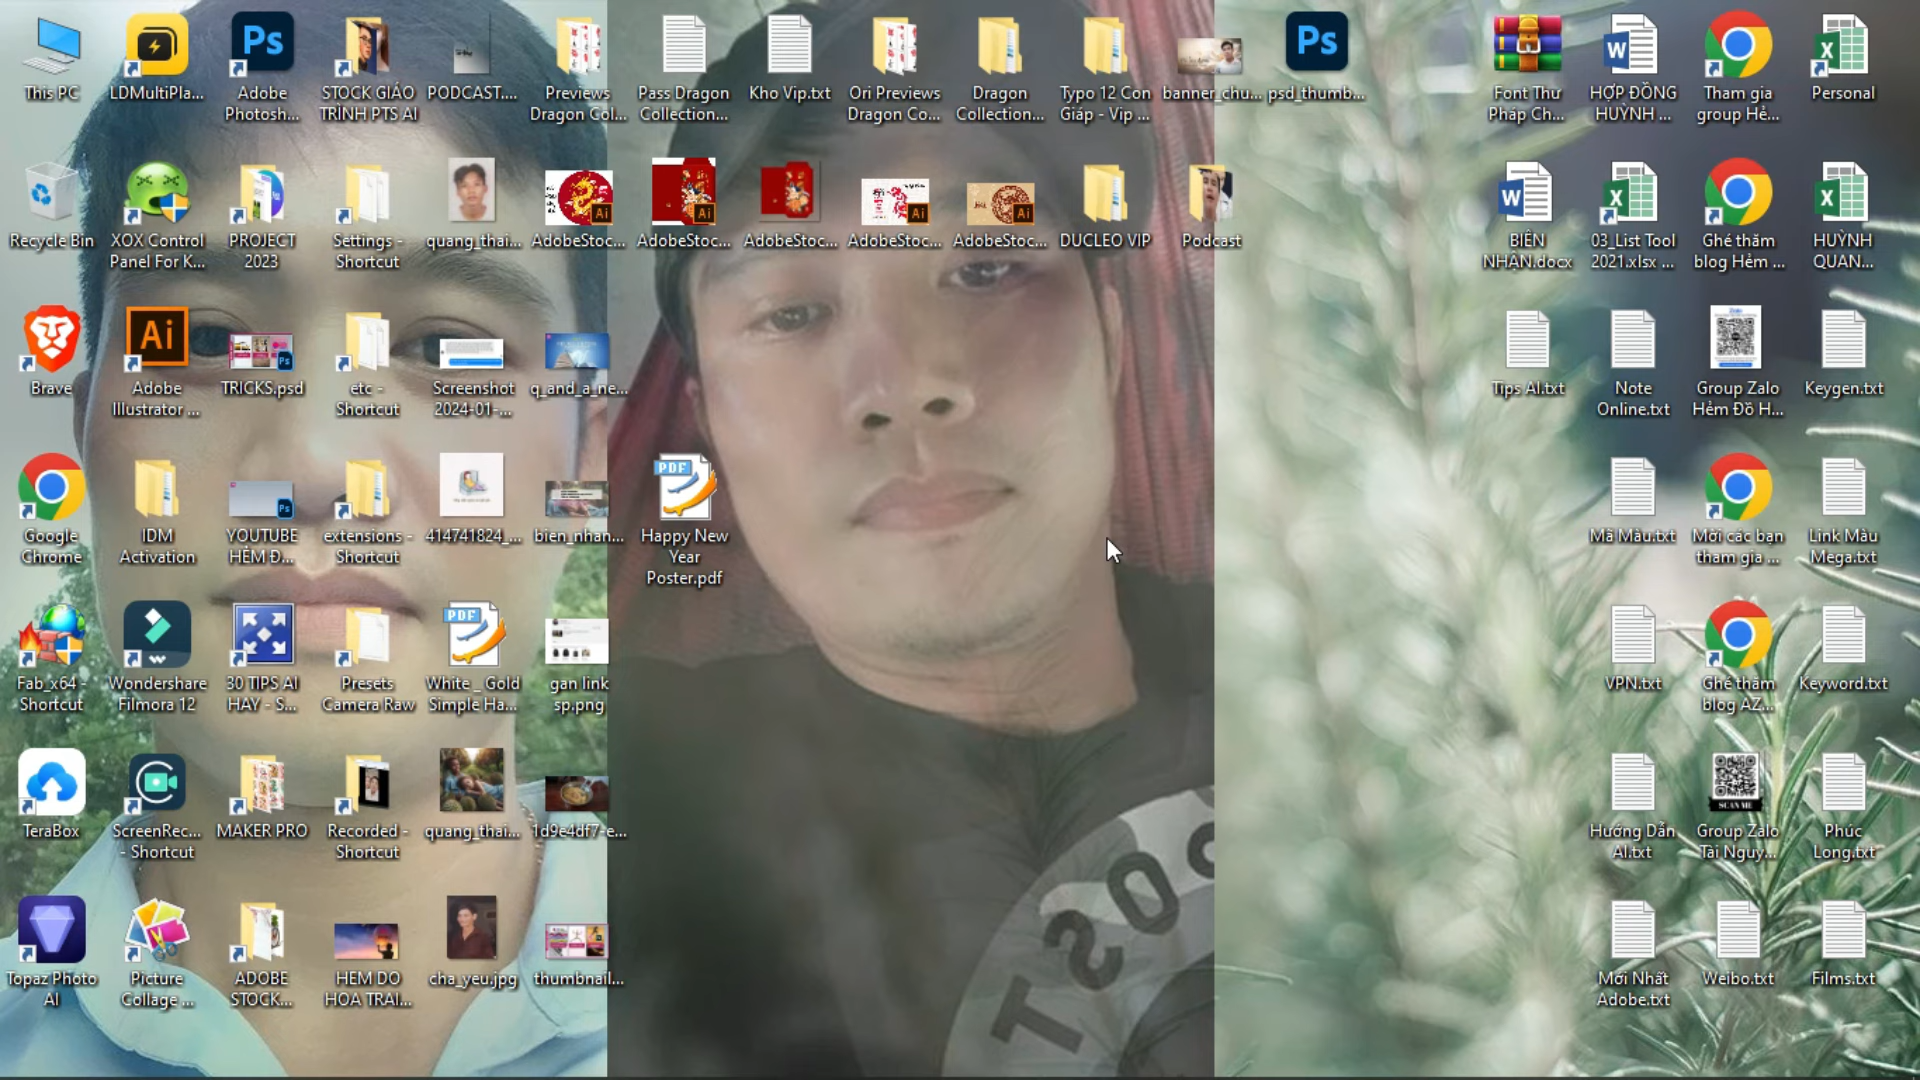 This PC
LDMultiPla...
Adobe
Photosh...
STOCK GIÁO
TRÌNH PTS AI
PODCAST....
Previews
Dragon Col...
Pass Dragon
Collection...
Kho Vip.txt
Ori Previews
Dragon Co...
Dragon
Collection...
Typo 12 Con
Giáp - Vip ...
banner_chu...
psd_thumb...
Font Thư
Pháp Ch...
HỢP ĐỒNG
HUỲNH ...
Tham gia
group Hẻ...
Personal
Recycle Bin
XOX Control
Panel For K...
PROJECT
2023
Settings -
Shortcut
quang_thai...
AdobeStoc...
AdobeStoc...
AdobeStoc...
AdobeStoc...
AdobeStoc...
DUCLEO VIP
Podcast
BIÊN
NHẬN.docx
03_List Tool
2021.xlsx ...
Ghé thăm
blog Hẻm ...
HUỲNH
QUAN...
Brave
Adobe
Illustrator ...
TRICKS.psd
etc -
Shortcut
Screenshot
2024-01-...
q_and_a_ne...
Tips AI.txt
Note
Online.txt
Group Zalo
Hẻm Đồ H...
Keygen.txt
Google
Chrome
IDM
Activation
YOUTUBE
HẺM Đ...
extensions -
Shortcut
414741824_...
bien_nhan...
PDF
Happy New
Year
Poster.pdf
Mã Màu.txt
Mời các bạn
tham gia ...
Link Màu
Mega.txt
Fab_x64 -
Shortcut
Wondershare
Filmora 12
30 TIPS AI
HAY - S...
Presets
Camera Raw
PDF
White _ Gold
Simple Ha...
gan link
sp.png
VPN.txt
Ghé thăm
blog AZ...
Keyword.txt
TeraBox
ScreenRec...
- Shortcut
MAKER PRO
Recorded -
Shortcut
quang_thai...
1d9e4df7-e...
Hướng Dẫn
AI.txt
SCAN ME
Group Zalo
Tài Nguy...
Phúc
Long.txt
Topaz Photo
AI
Picture
Collage ...
ADOBE
STOCK...
HEM DO
HOA TRAI...
cha_yeu.jpg
thumbnail...
Mới Nhất
Adobe.txt
Weibo.txt
Films.txt